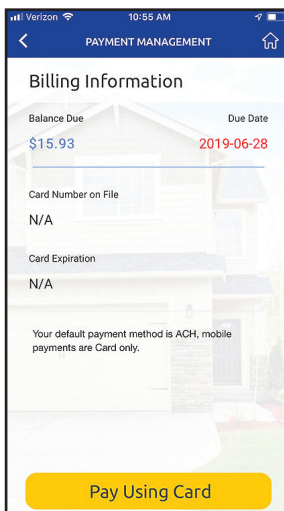 Verizon 10:55 AM
PAYMENT MANAGEMENT
Billing Information
Balance Due Due Date
$15.93 2019-06-28
Card Number on File
N/A
Card Expiration
N/A
Your default payment method is ACH, mobile
payments are Card only.
Pay Using Card